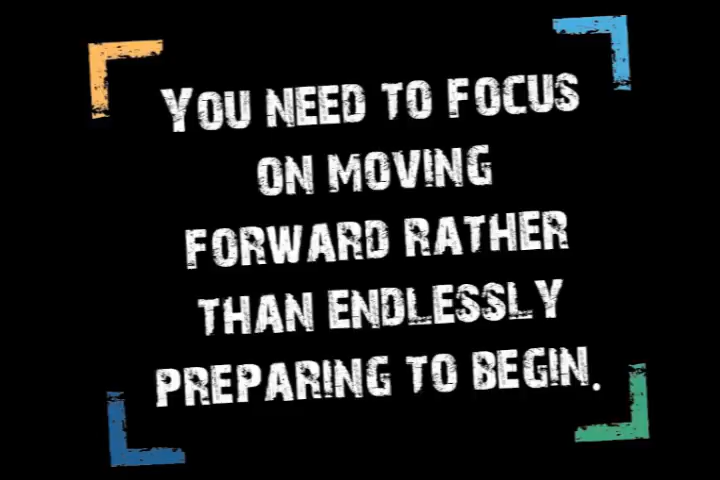 You need to Focus
on moving
Forward rather
than endlessly
preparing to begin.